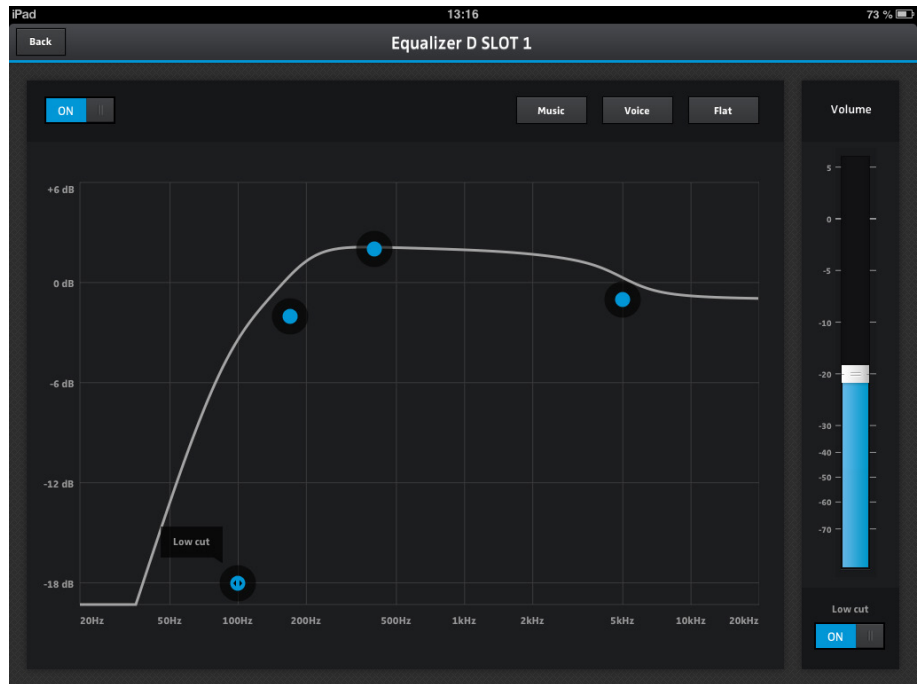 iPad 13:16 73 %
Back Equalizer D SLOT 1
ON Music Voice Flat Volume
+6 dB
0 dB
-6 dB
-12 dB
-18 dB
Low cut
20Hz 50Hz 100Hz 200Hz 500Hz 1kHz 2kHz 5kHz 10kHz 20kHz
5
0
-5
-10
-20
-30
-40
-50
-60
-70
Low cut
ON